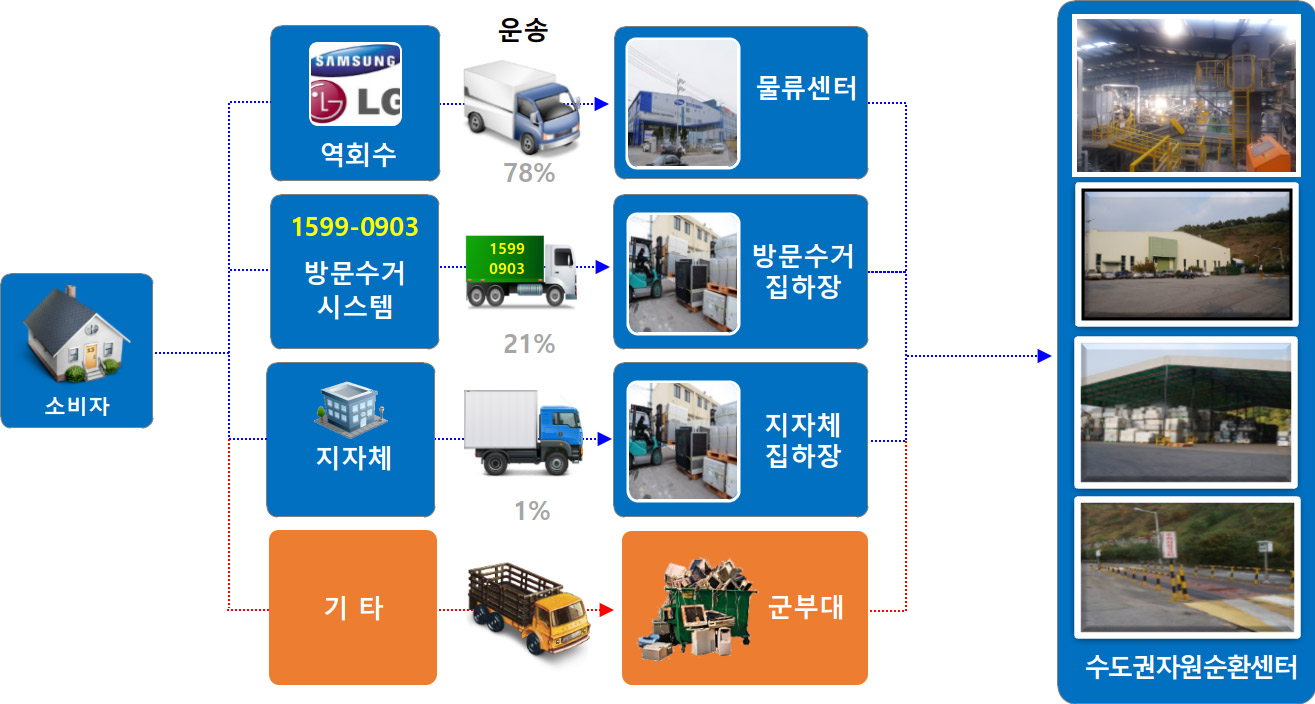 운송
SAMSUNG
LG
역회수
78%
물류센터
1599-0903
방문수거
시스템
1599
0903
21%
방문수거
집하장
소비자
지자체
1%
지자체
집하장
기 타
군부대
수도권자원순환센터